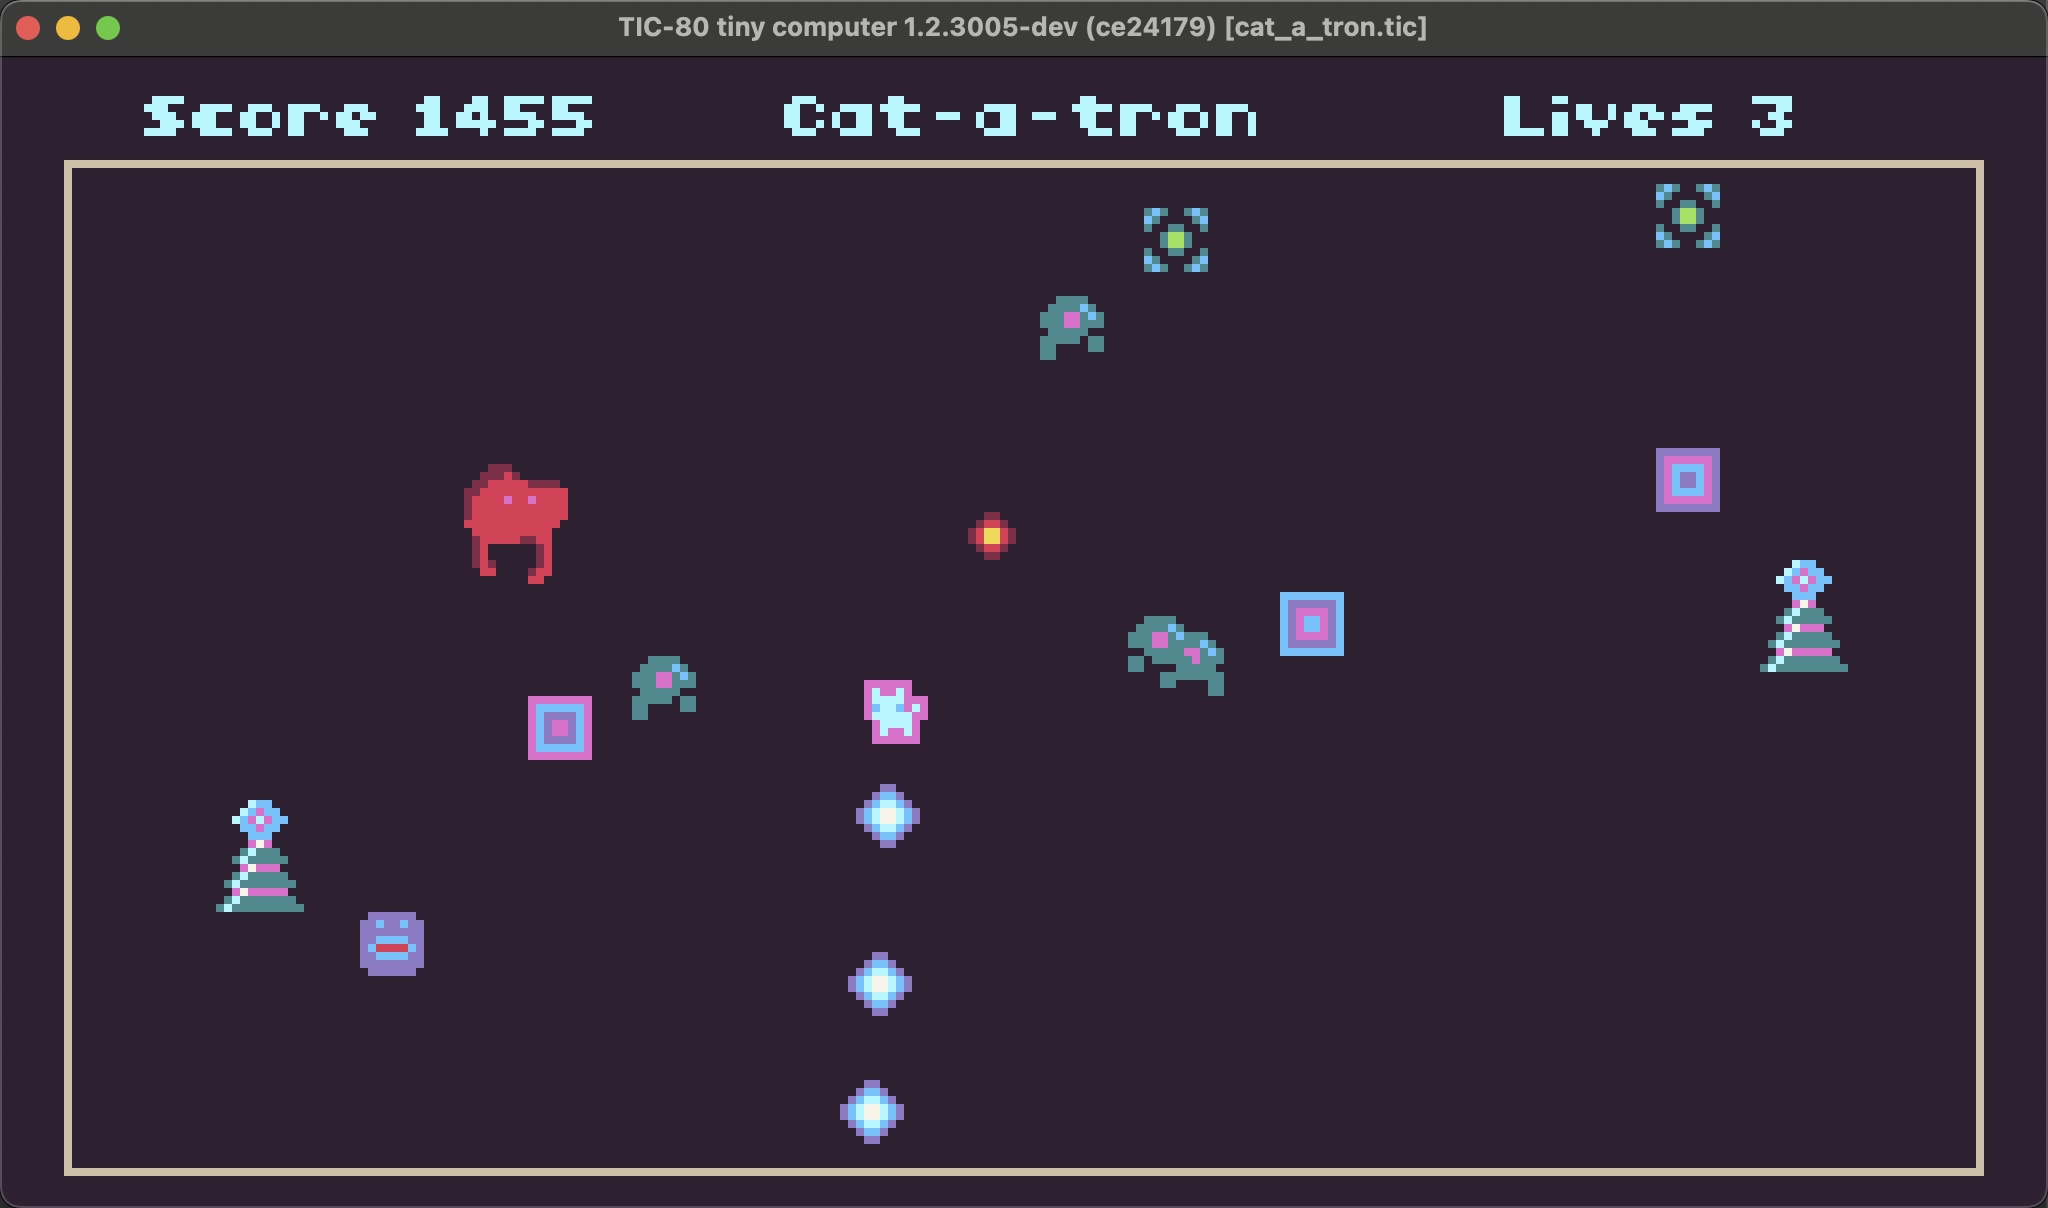 TIC-80 tiny computer 1.2.3005-dev (ce24179) [cat_a_tron.tic]
Score 1455 Cat-a-tron Lives 3